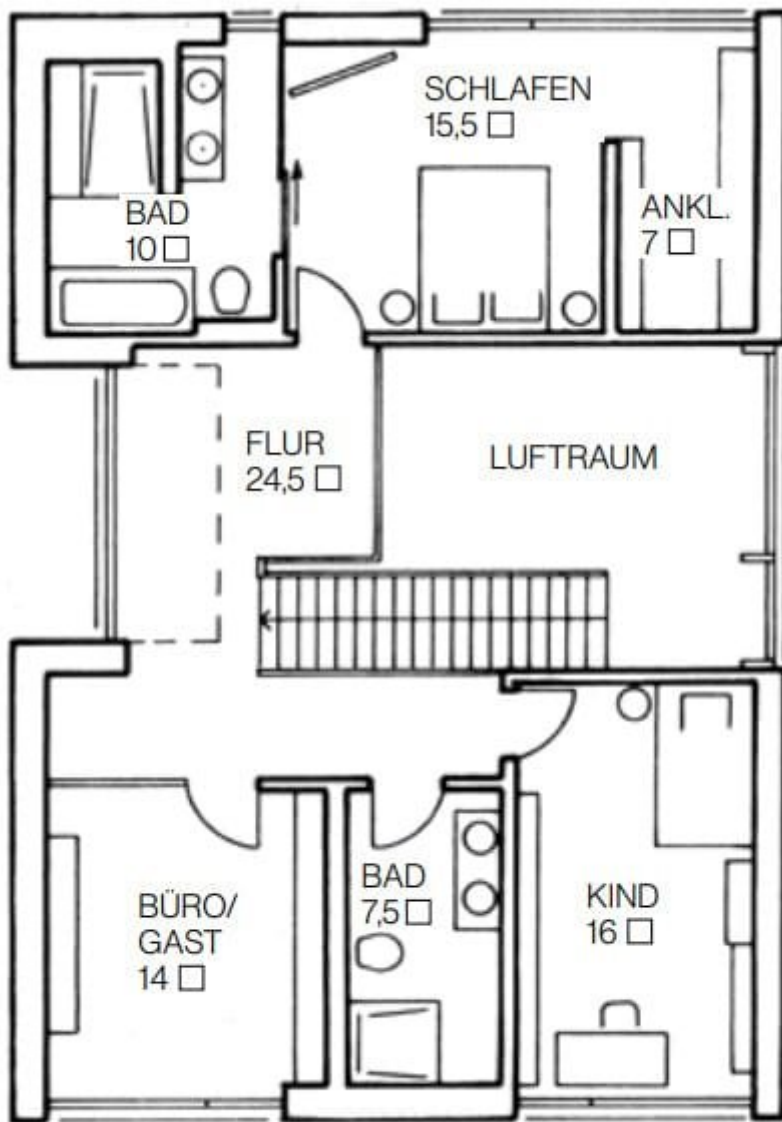 SCHLAFEN
15,5 □
BAD
10 □
ANKL.
7 □
FLUR
24,5 □
LUFTRAUM
BÜRO/
GAST
14 □
BAD
7,5 □
KIND
16 □